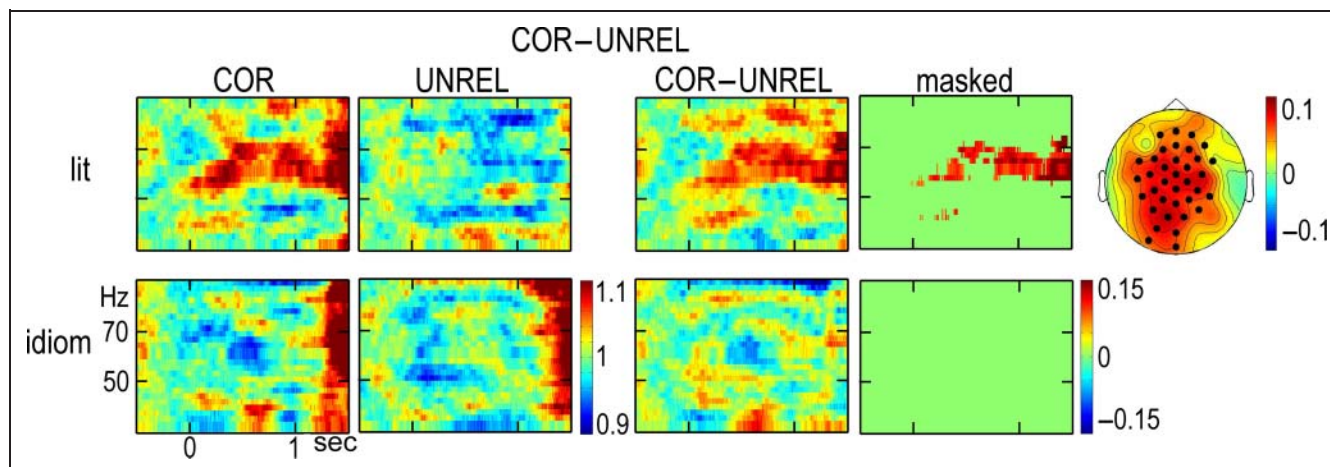 COR–UNREL
COR UNREL COR–UNREL masked
lit
0.1
0
–0.1
Hz
70
50
idiom
0 1 sec
1.1
1
0.9
0.15
0
–0.15